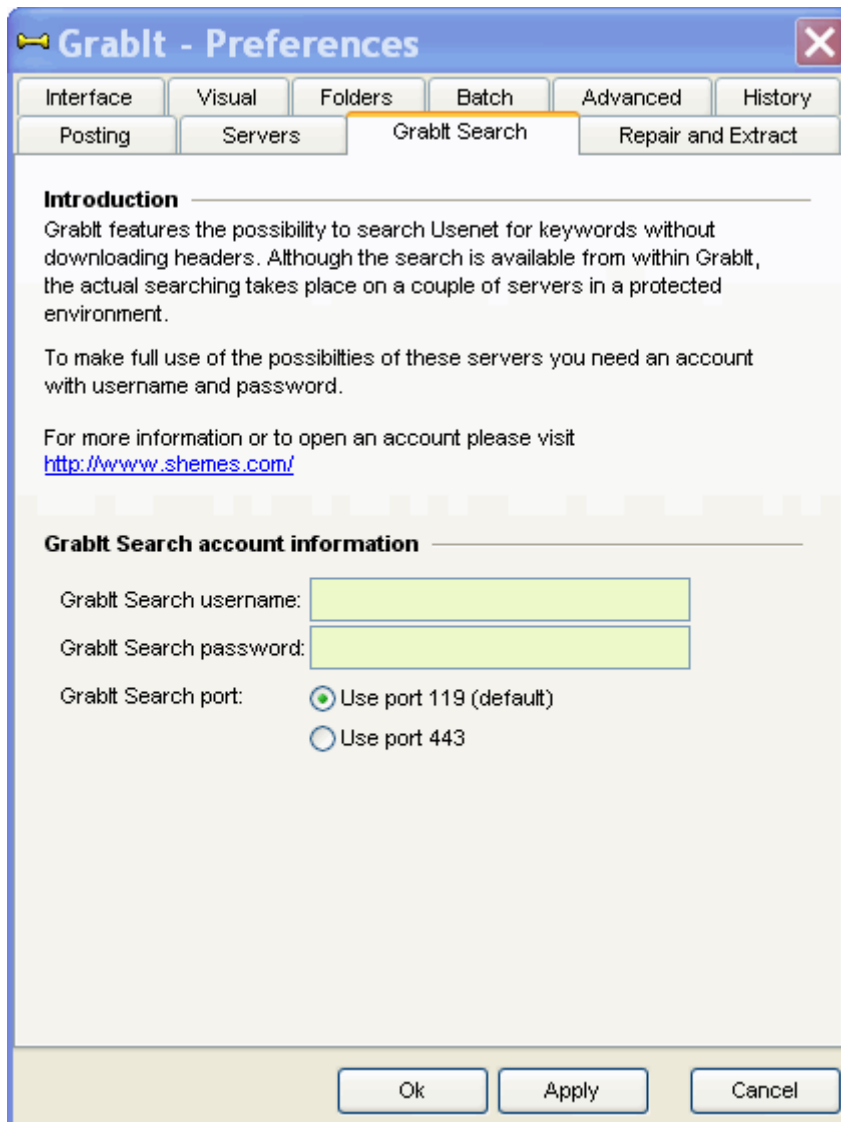 GrabIt - Preferences
Interface Visual Folders Batch Advanced History
Posting Servers GrabIt Search Repair and Extract
Introduction
GrabIt features the possibility to search Usenet for keywords without
downloading headers. Although the search is available from within GrabIt,
the actual searching takes place on a couple of servers in a protected
environment.
To make full use of the possibilties of these servers you need an account
with username and password.
For more information or to open an account please visit
http://www.shemes.com/
GrabIt Search account information
GrabIt Search username:
GrabIt Search password:
GrabIt Search port: Use port 119 (default)
Use port 443
Ok Apply Cancel